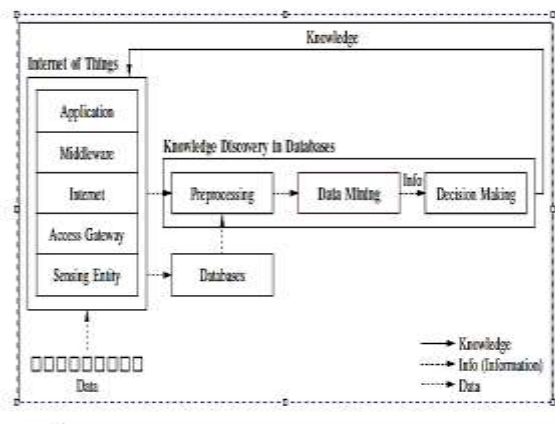 Knowledge
Internet of Things
Application
Middleware
Internet
Access Gateway
Sensing Entity
Knowledge Discovery in Databases
Preprocessing
Data Mining
Info
Decision Making
Databases
Data
Knowledge
Info (Information)
Data